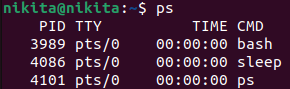 nikita@nikita:~$ ps
    PID TTY          TIME CMD
   3989 pts/0    00:00:00 bash
   4086 pts/0    00:00:00 sleep
   4101 pts/0    00:00:00 ps